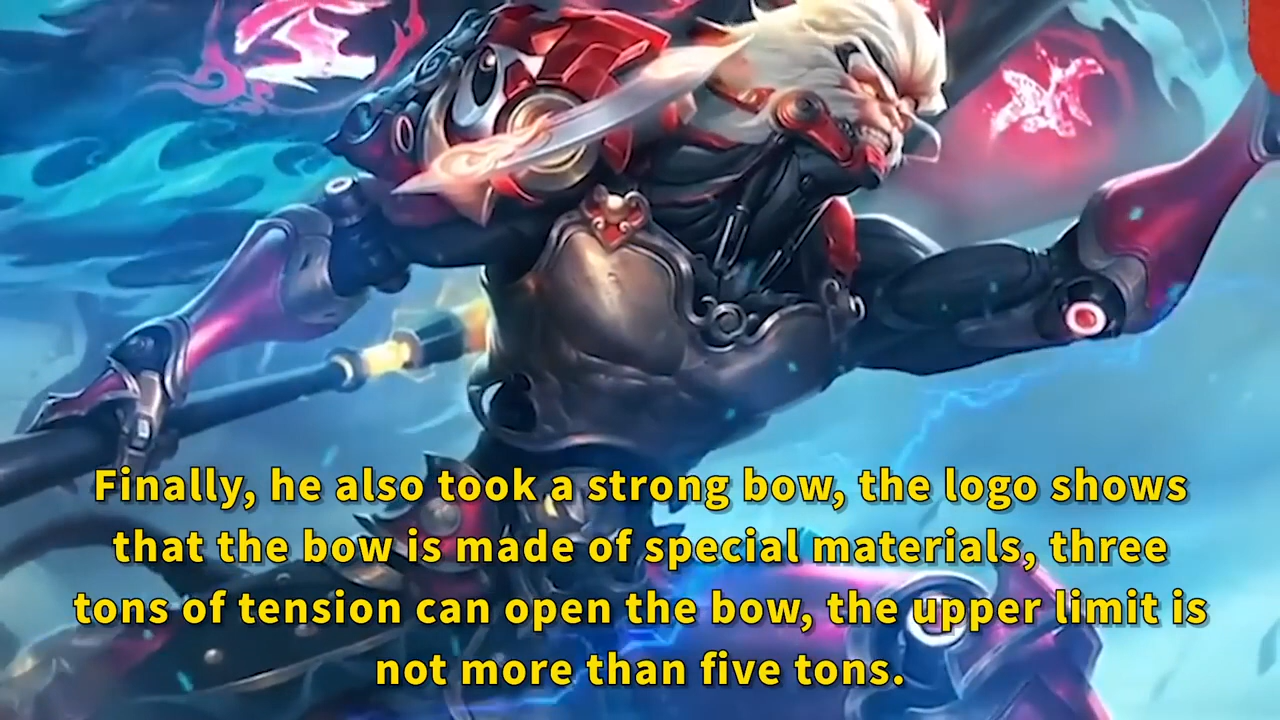 Finally, he also took a strong bow, the logo shows
that the bow is made of special materials, three
tons of tension can open the bow, the upper limit is
not more than five tons.